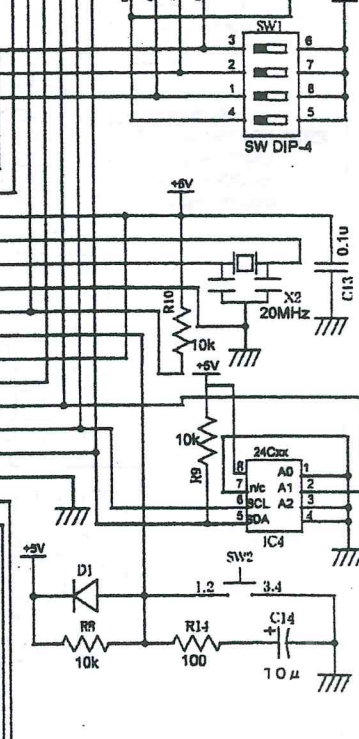 SW1
3 6
2 7
1 8
4 5
SW DIP-4
+5V
0.1u
C13
X2
20MHz
R10
10k
+5V
10k
R9
24Cxx
8 A0 1
7 n/c A1 2
6 SCL A2 3
5 SDA 4
IC4
+5V
D1
SW2
1.2 3.4
R8
10k
R14
100
+
C14
10μ